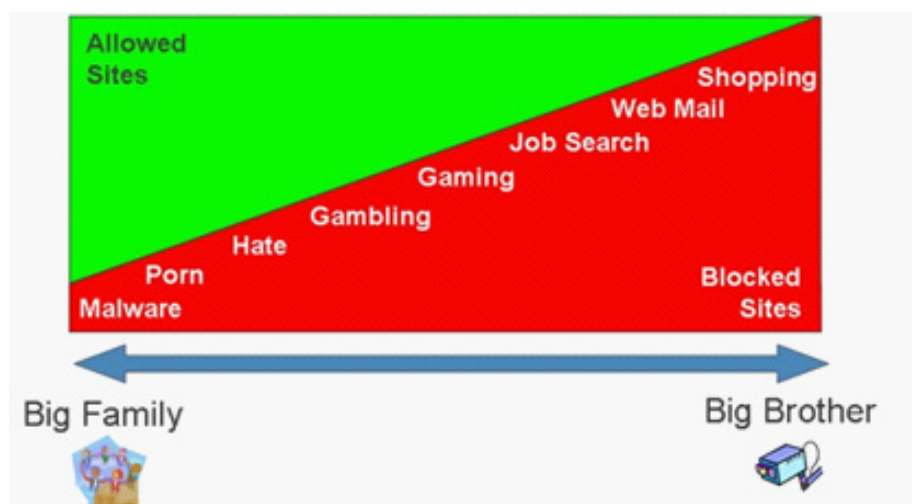 Allowed
Sites
Shopping
Web Mail
Job Search
Gaming
Gambling
Hate
Porn
Malware
Blocked
Sites
Big Family
Big Brother